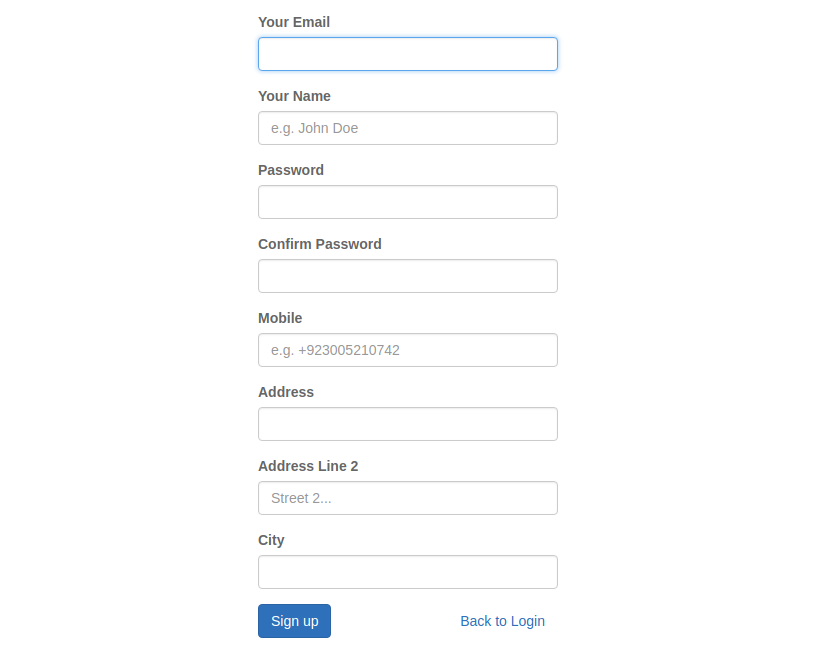 Your Email
Your Name
e.g. John Doe
Password
Confirm Password
Mobile
e.g. +923005210742
Address
Address Line 2
Street 2...
City
Sign up Back to Login